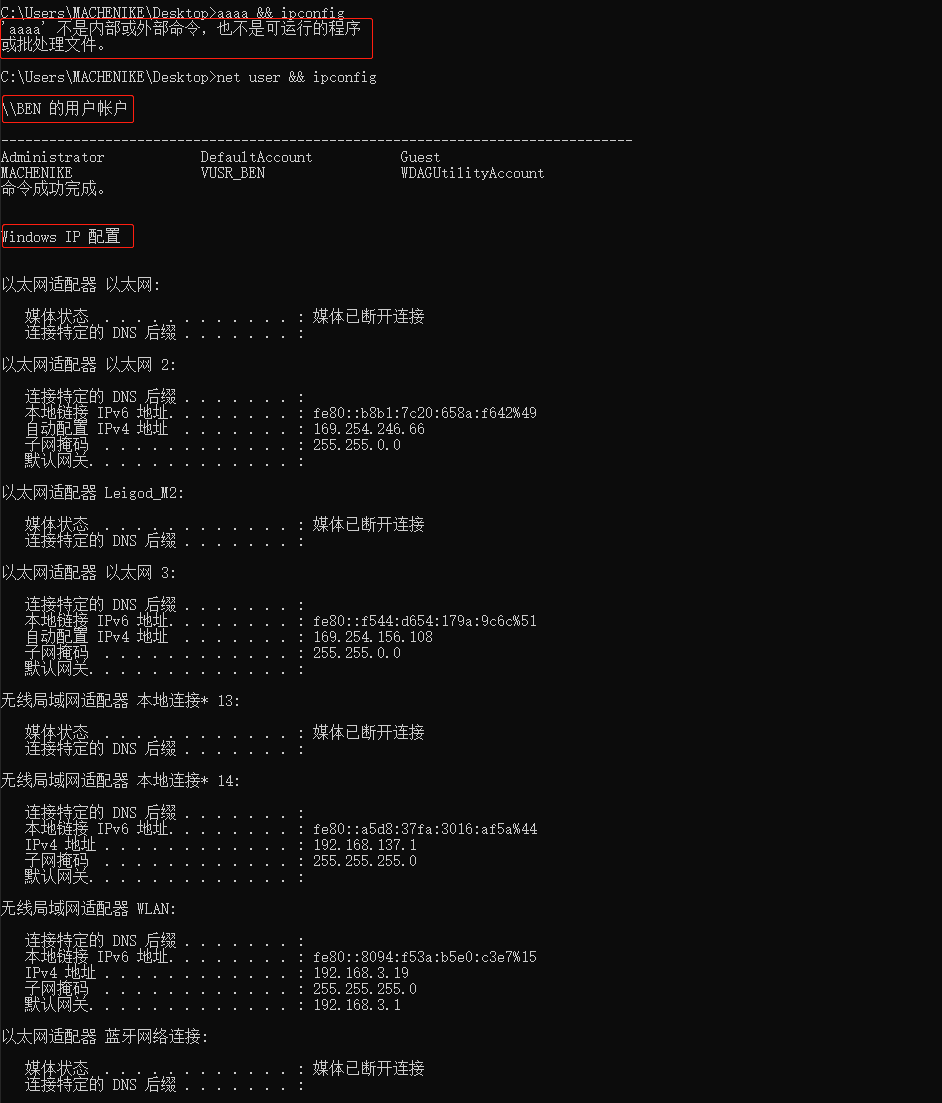 C:\Users\MACHENIKE\Desktop>aaaa && ipconfig
'aaaa' 不是内部或外部命令，也不是可运行的程序
或批处理文件。
C:\Users\MACHENIKE\Desktop>net user && ipconfig
\\BEN 的用户帐户
-------------------------------------------------------------------------------
Administrator            DefaultAccount           Guest
MACHENIKE                VUSR_BEN                 WDAGUtilityAccount
命令成功完成。
Windows IP 配置
以太网适配器 以太网:
   媒体状态  . . . . . . . . . . . . : 媒体已断开连接
   连接特定的 DNS 后缀 . . . . . . . :
以太网适配器 以太网 2:
   连接特定的 DNS 后缀 . . . . . . . :
   本地链接 IPv6 地址. . . . . . . . : fe80::b8b1:7c20:658a:f642%49
   自动配置 IPv4 地址  . . . . . . . : 169.254.246.66
   子网掩码  . . . . . . . . . . . . : 255.255.0.0
   默认网关. . . . . . . . . . . . . :
以太网适配器 Leigod_M2:
   媒体状态  . . . . . . . . . . . . : 媒体已断开连接
   连接特定的 DNS 后缀 . . . . . . . :
以太网适配器 以太网 3:
   连接特定的 DNS 后缀 . . . . . . . :
   本地链接 IPv6 地址. . . . . . . . : fe80::f544:d654:179a:9c6c%51
   自动配置 IPv4 地址  . . . . . . . : 169.254.156.108
   子网掩码  . . . . . . . . . . . . : 255.255.0.0
   默认网关. . . . . . . . . . . . . :
无线局域网适配器 本地连接* 13:
   媒体状态  . . . . . . . . . . . . : 媒体已断开连接
   连接特定的 DNS 后缀 . . . . . . . :
无线局域网适配器 本地连接* 14:
   连接特定的 DNS 后缀 . . . . . . . :
   本地链接 IPv6 地址. . . . . . . . : fe80::a5d8:37fa:3016:af5a%44
   IPv4 地址 . . . . . . . . . . . . : 192.168.137.1
   子网掩码  . . . . . . . . . . . . : 255.255.255.0
   默认网关. . . . . . . . . . . . . :
无线局域网适配器 WLAN:
   连接特定的 DNS 后缀 . . . . . . . :
   本地链接 IPv6 地址. . . . . . . . : fe80::8094:f53a:b5e0:c3e7%15
   IPv4 地址 . . . . . . . . . . . . : 192.168.3.19
   子网掩码  . . . . . . . . . . . . : 255.255.255.0
   默认网关. . . . . . . . . . . . . : 192.168.3.1
以太网适配器 蓝牙网络连接:
   媒体状态  . . . . . . . . . . . . : 媒体已断开连接
   连接特定的 DNS 后缀 . . . . . . . :